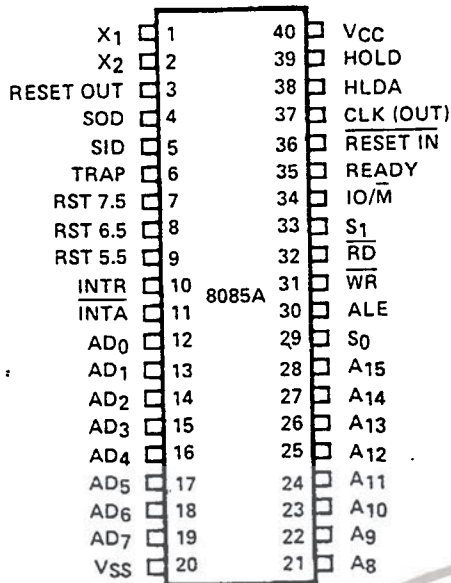 X1 1 40 VCC
X2 2 39 HOLD
RESET OUT 3 38 HLDA
SOD 4 37 CLK (OUT)
SID 5 36 RESET IN
TRAP 6 35 READY
RST 7.5 7 34 IO/M
RST 6.5 8 33 S1
RST 5.5 9 32 RD
INTR 10 31 WR
8085A
INTA 11 30 ALE
AD0 12 29 S0
AD1 13 28 A15
AD2 14 27 A14
AD3 15 26 A13
AD4 16 25 A12
AD5 17 24 A11
AD6 18 23 A10
AD7 19 22 A9
VSS 20 21 A8